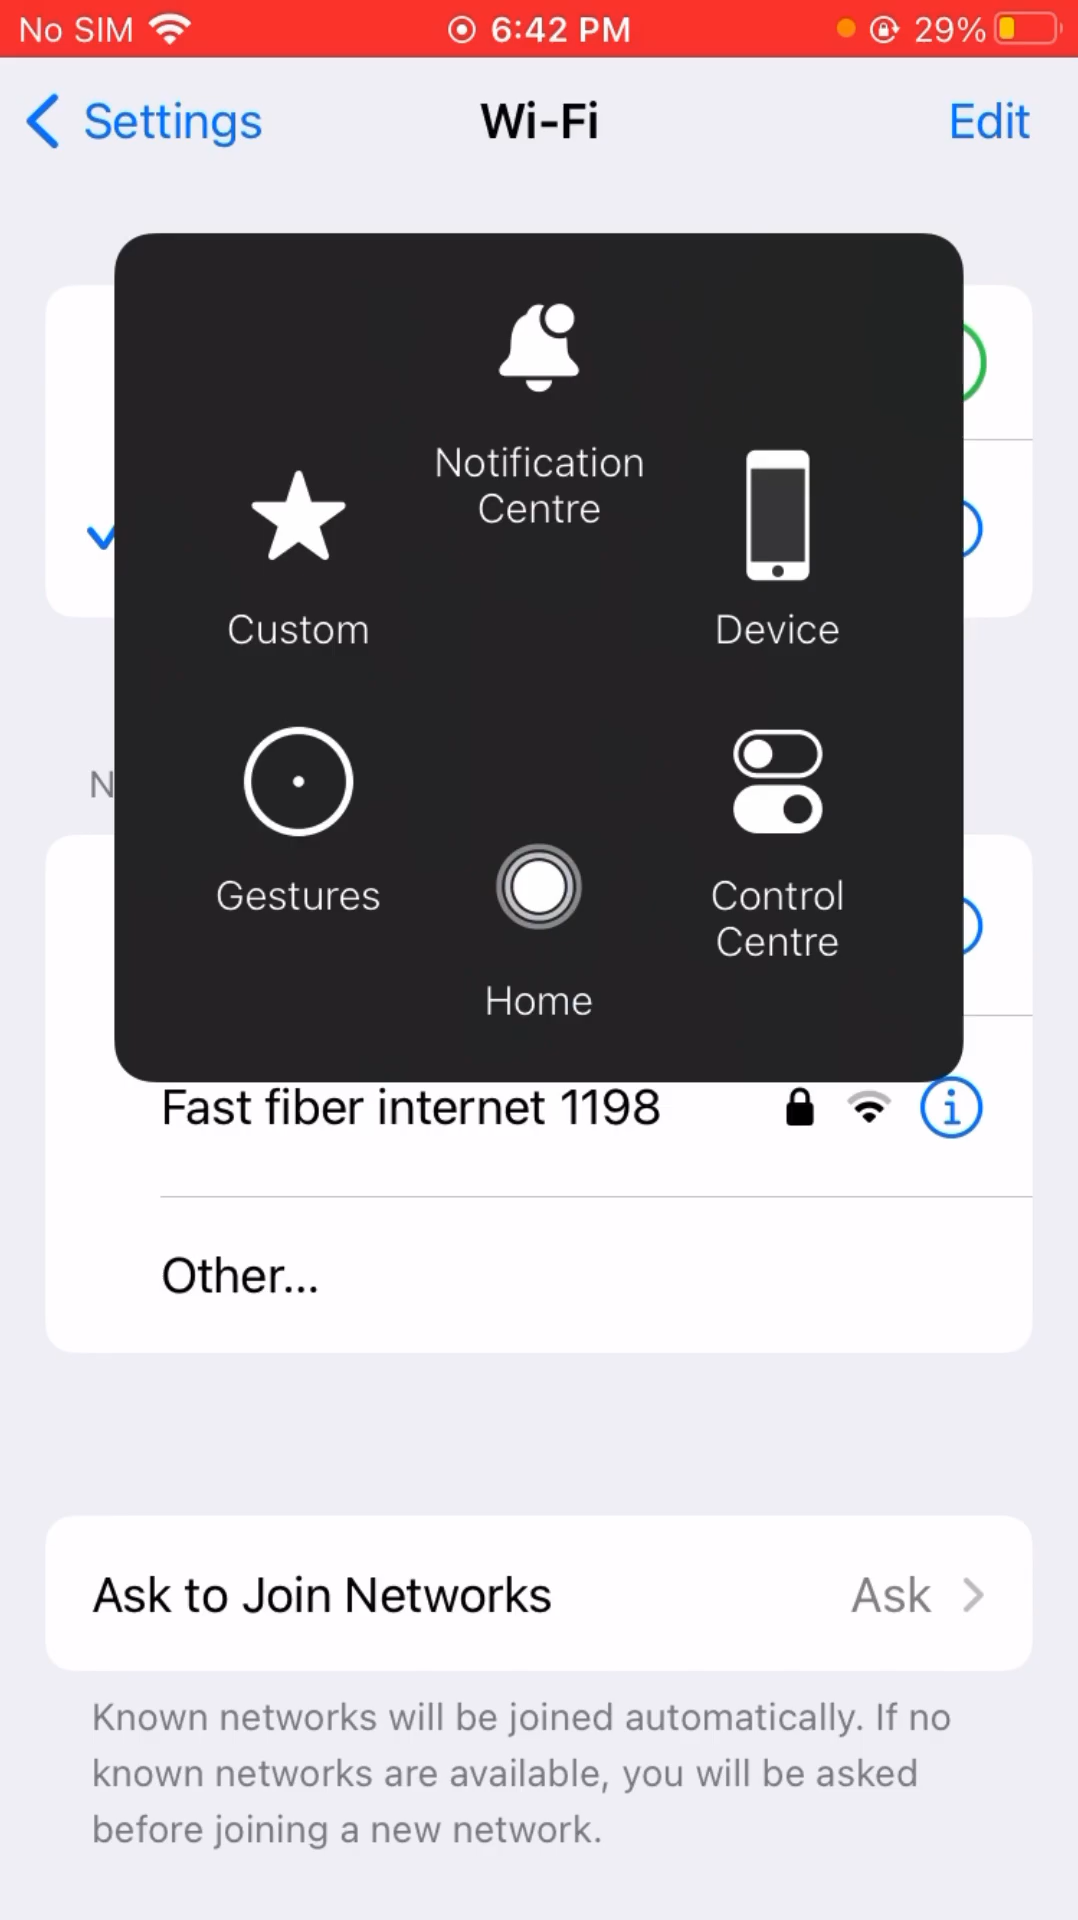 No SIM 6:42 PM 29%
Settings Wi-Fi Edit
Notification
Centre
Custom Device
N
Gestures Control
Centre
Home
Fast fiber internet 1198
Other...
Ask to Join Networks Ask
Known networks will be joined automatically. If no
known networks are available, you will be asked
before joining a new network.